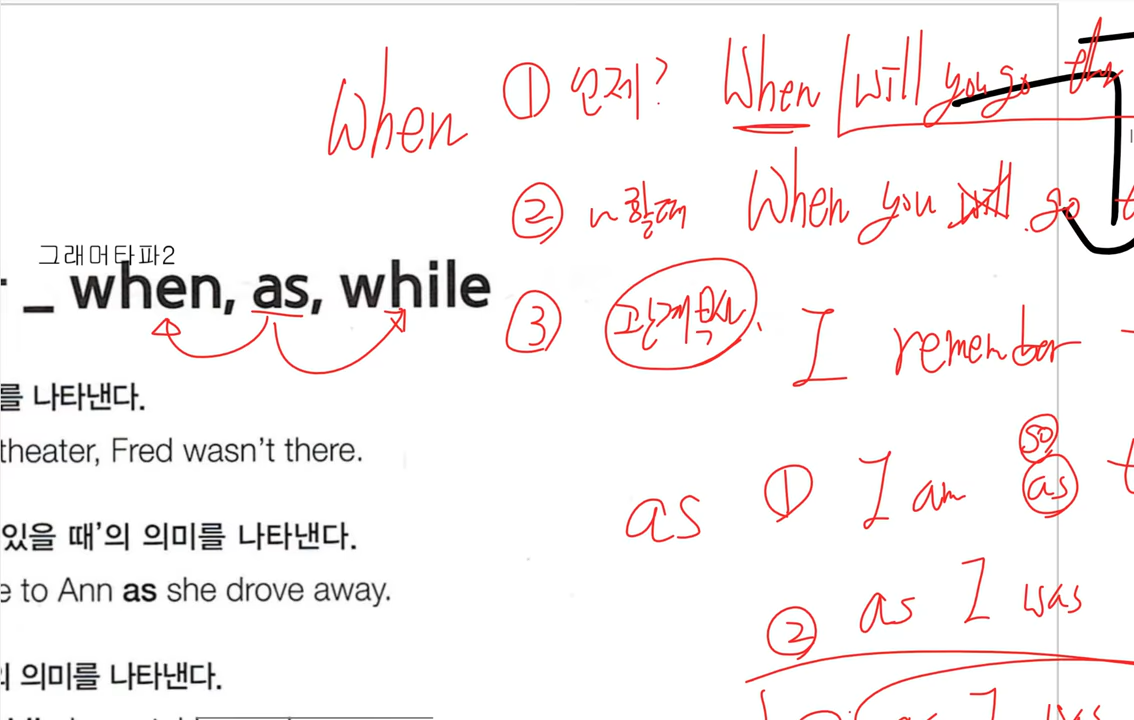 When ① 언제? When will you go the
② ~할때 When you will go t
그래머타파2
_ when, as, while
③ 관계부사. I remember
를 나타낸다.
theater, Fred wasn't there.
so
as ① I am as t
있을 때'의 의미를 나타낸다.
e to Ann as she drove away.
② as I was
의 의미를 나타낸다.
as I was